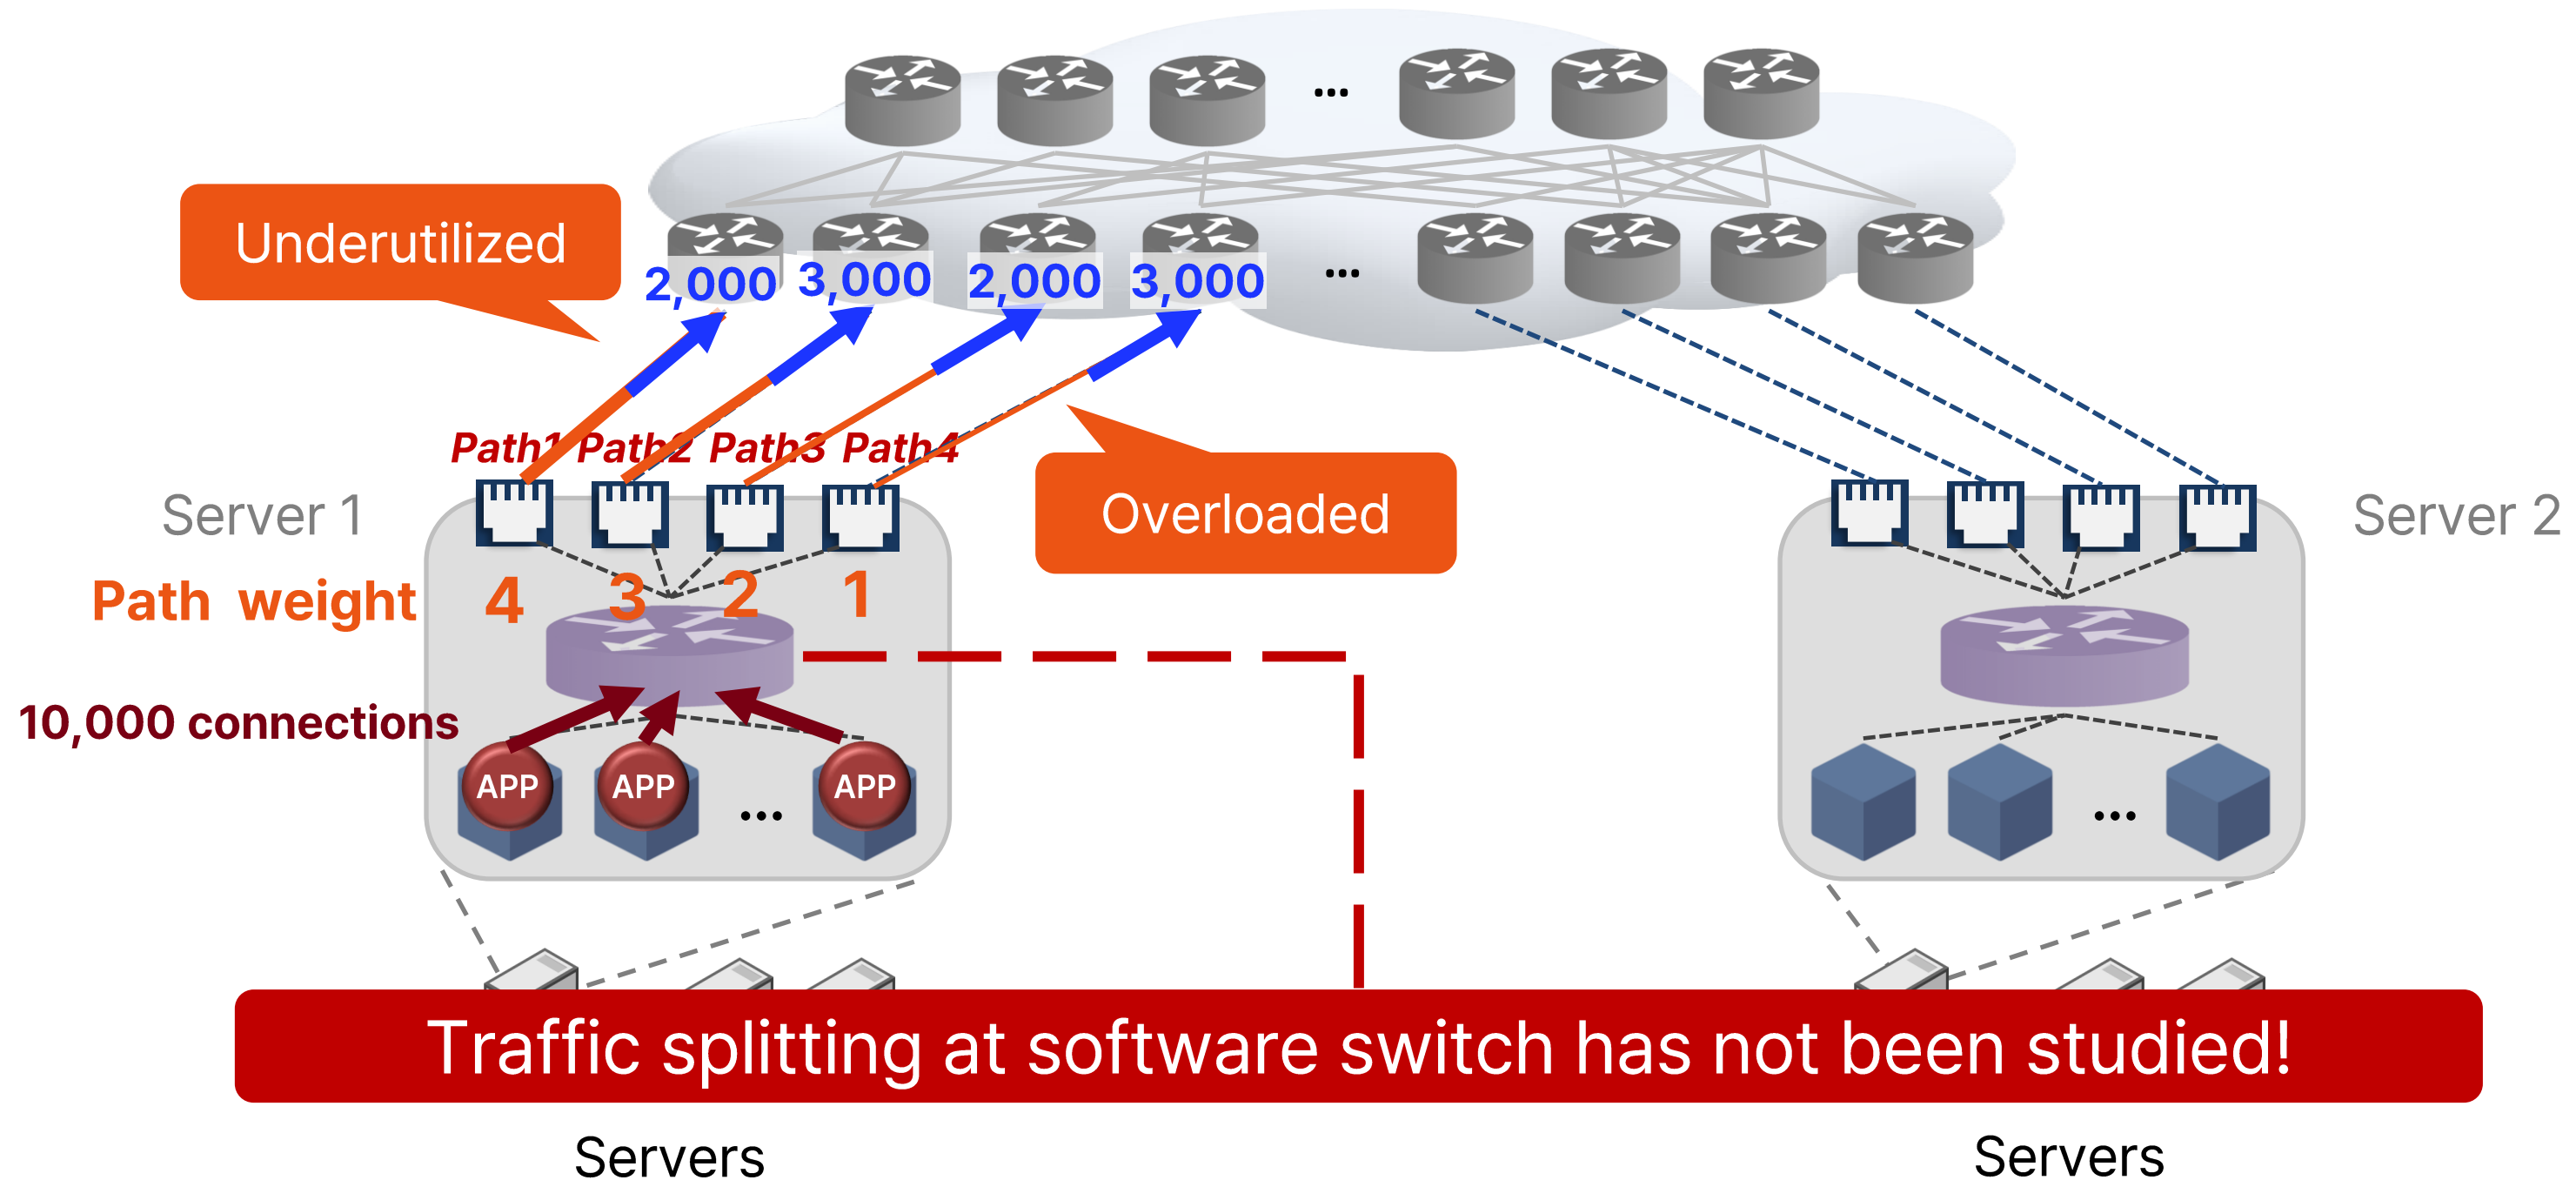 ...
Underutilized
2,000
3,000
2,000
3,000
...
Path1
Path2
Path3
Path4
Server 1
Overloaded
Server 2
Path weight
4
3
2
1
10,000 connections
APP
APP
...
APP
...
Traffic splitting at software switch has not been studied!
Servers
Servers